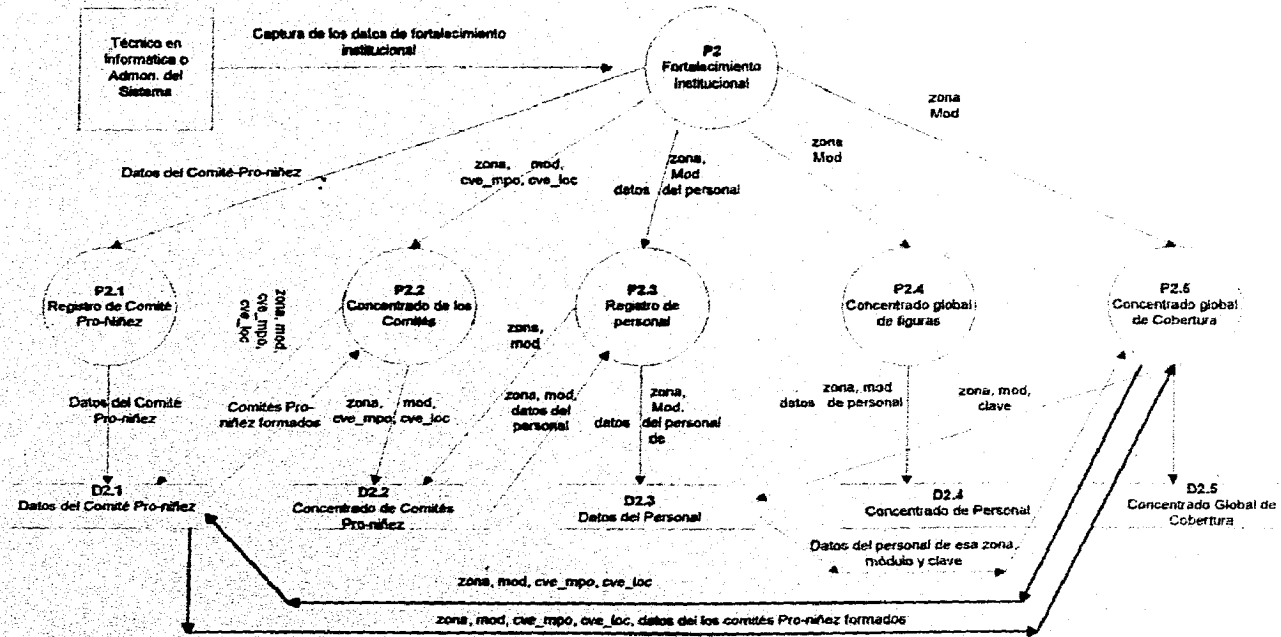 Técnico en
Informática o
Admon. del
Sistema
Captura de los datos de fortalecimiento
institucional
P2
Fortalecimiento
Institucional
zona
Mod
zona
Mod
zona,
Mod
datos del personal
zona, mod,
cve_mpo, cve_loc
Datos del Comité-Pro-niñez
P2.1
Registro de Comité
Pro-Niñez
zona, mod,
cve_mpo,
cve_loc
P2.2
Concentrado de los
Comités
P2.3
Registro de
personal
P2.4
Concentrado global
de figuras
P2.5
Concentrado global
de Cobertura
zona,
mod,
Datos del Comité
Pro-niñez
Comités Pro-
niñez formados
zona, mod,
cve_mpo, cve_loc
zona, mod,
datos del
personal
zona,
Mod.
datos del personal
de
zona, mod
datos de personal
zona, mod,
clave
D2.1
Datos del Comité Pro-niñez
D2.2
Concentrado de Comités
Pro-niñez
D2.3
Datos del Personal
D2.4
Concentrado de Personal
D2.5
Concentrado Global de
Cobertura
Datos del personal de esa zona,
módulo y clave
zona, mod, cve_mpo, cve_loc
zona, mod, cve_mpo, cve_loc, datos del los comités Pro-niñez formados